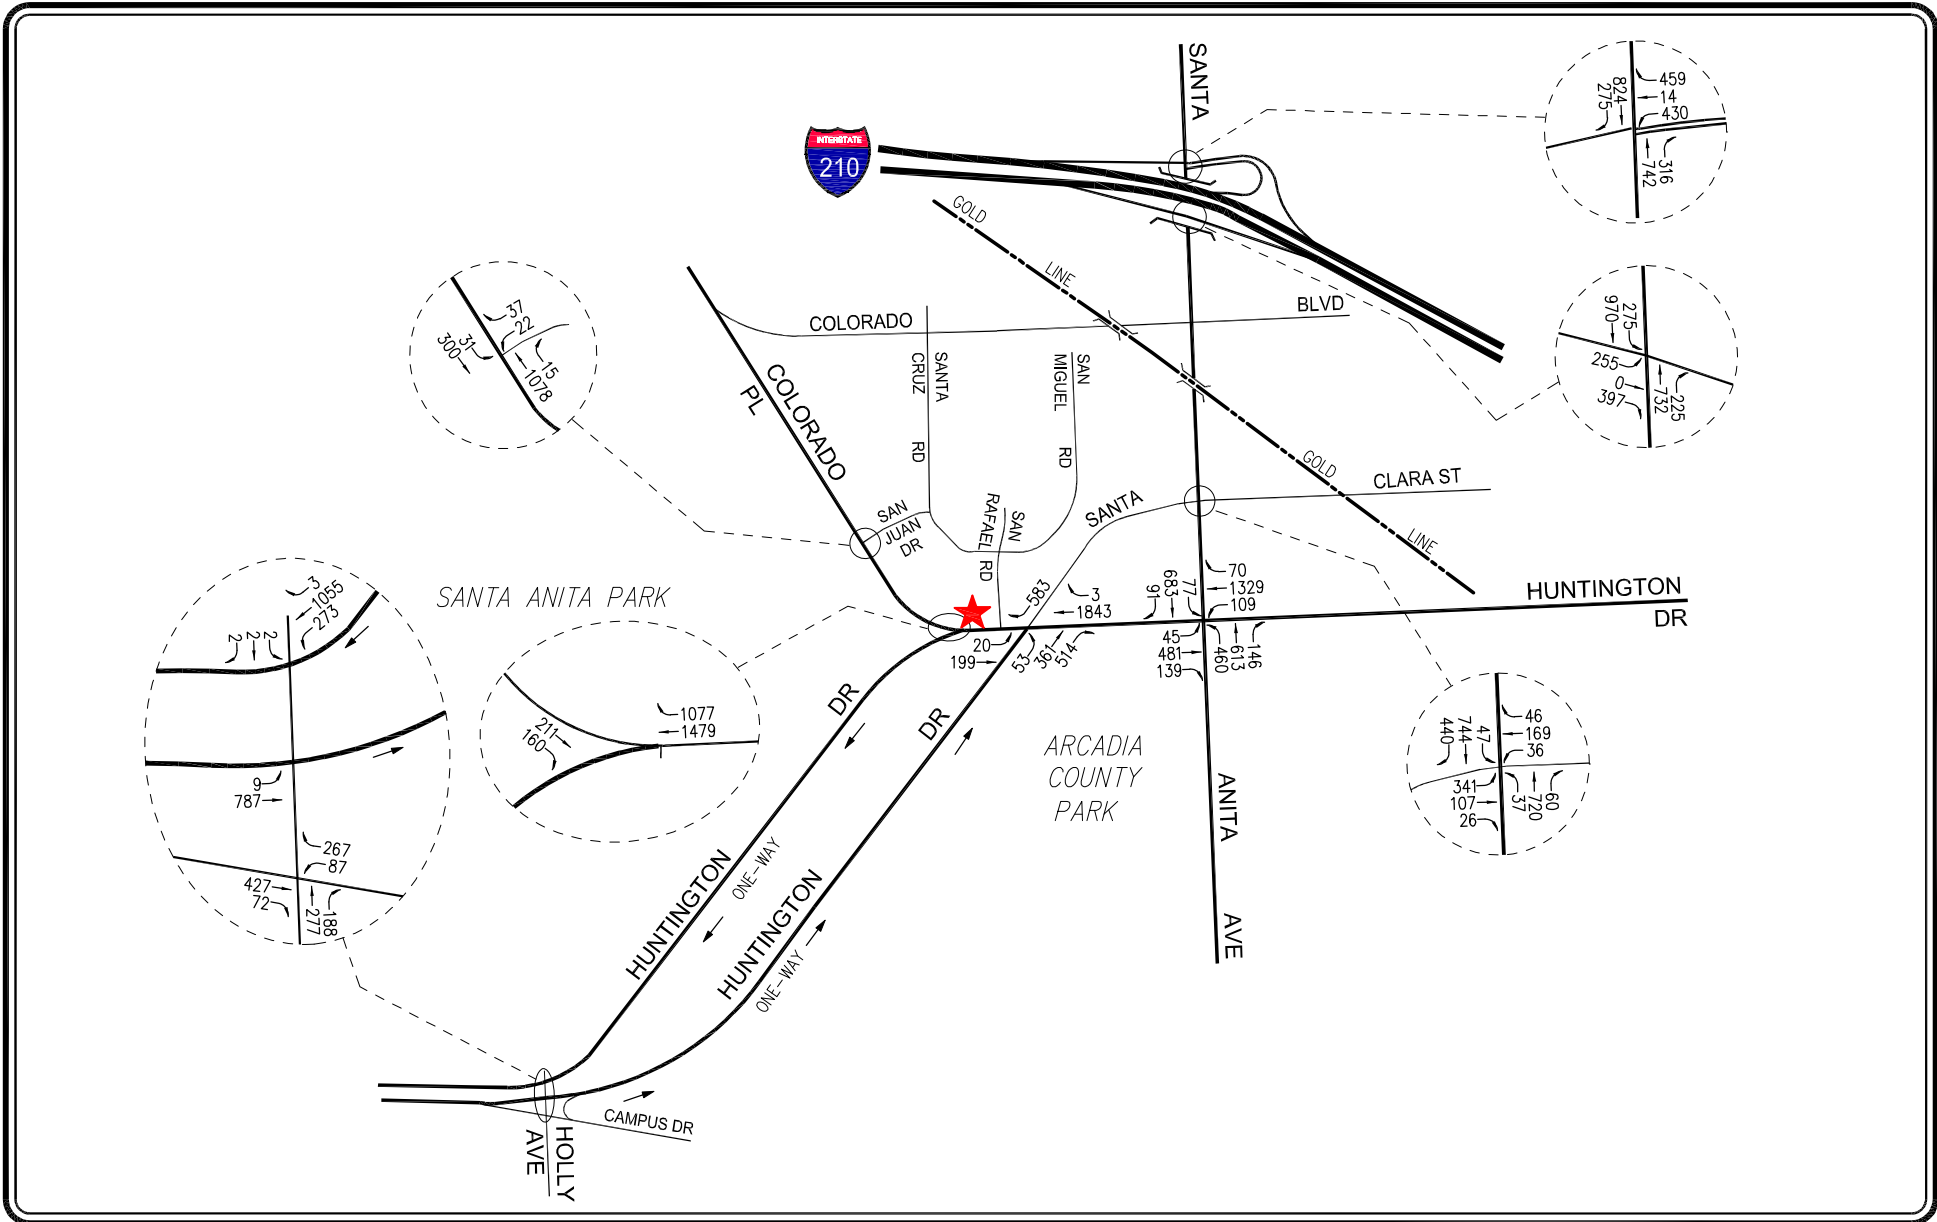 SANTA
ANITA
AVE
INTERSTATE
210
GOLD
LINE
GOLD
LINE
COLORADO
BLVD
COLORADO
PL
SANTA
CRUZ
RD
SAN
MIGUEL
RD
SAN
JUAN
DR
SAN
RAFAEL
RD
SANTA
CLARA ST
HUNTINGTON
DR
SANTA ANITA PARK
ARCADIA
COUNTY
PARK
DR
HUNTINGTON
ONE-WAY
DR
HUNTINGTON
ONE-WAY
CAMPUS DR
HOLLY
AVE
459
14
430
824
275
316
742
275
970
255
0
397
732
225
37
22
31
300
15
1078
3
1055
273
2
2
2
9
787
267
87
427
72
277
188
211
160
1077
1479
583
3
1843
20
199
53
361
514
91
683
77
70
1329
109
45
481
139
460
613
146
440
744
47
46
169
36
341
107
26
37
720
60